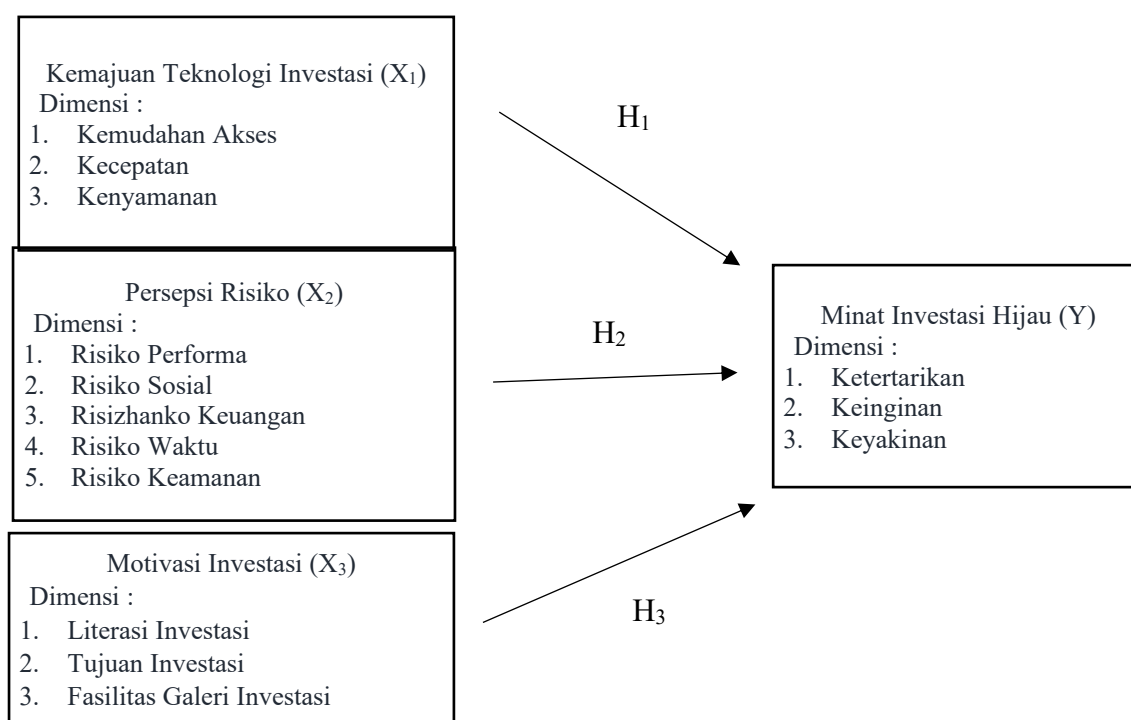 Kemajuan Teknologi Investasi (X₁)
Dimensi :
1. Kemudahan Akses
2. Kecepatan
3. Kenyamanan
H₁
Persepsi Risiko (X₂)
Dimensi :
1. Risiko Performa
2. Risiko Sosial
3. Risizhanko Keuangan
4. Risiko Waktu
5. Risiko Keamanan
H₂
Minat Investasi Hijau (Y)
Dimensi :
1. Ketertarikan
2. Keinginan
3. Keyakinan
Motivasi Investasi (X₃)
Dimensi :
1. Literasi Investasi
2. Tujuan Investasi
3. Fasilitas Galeri Investasi
H₃